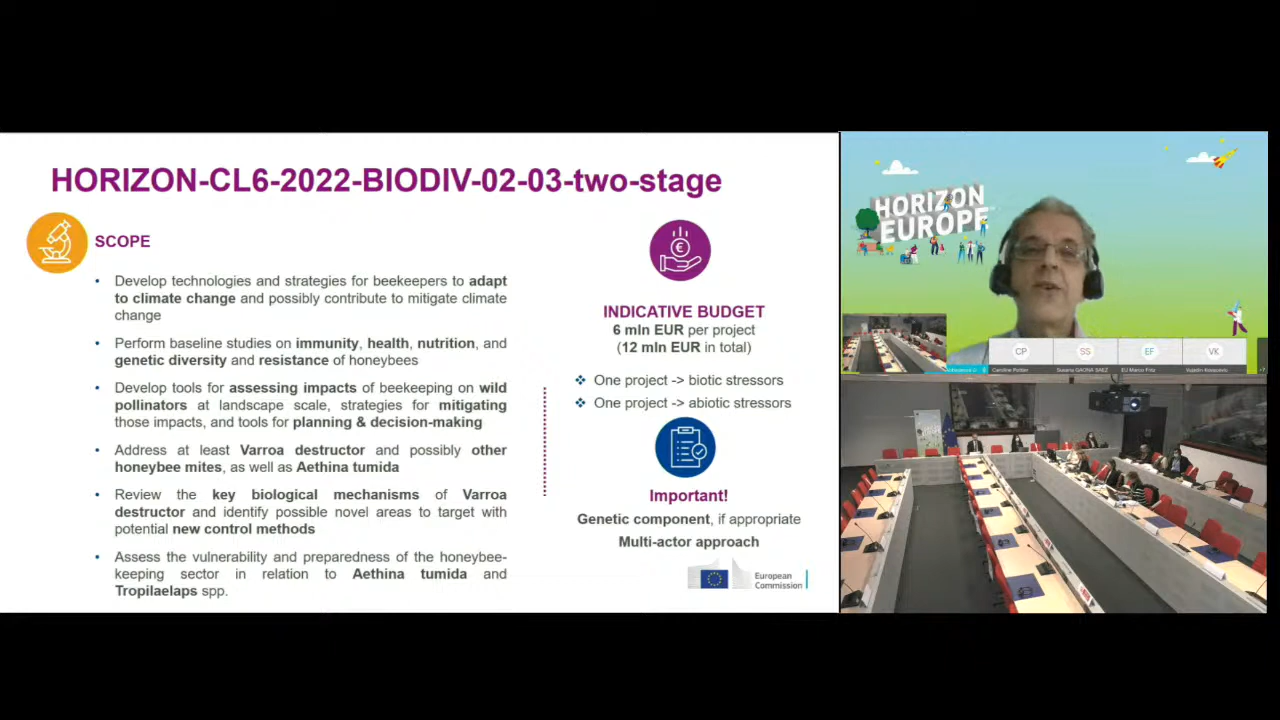 HORIZON-CL6-2022-BIODIV-02-03-two-stage
SCOPE
• Develop technologies and strategies for beekeepers to adapt
to climate change and possibly contribute to mitigate climate
change
• Perform baseline studies on immunity, health, nutrition, and
genetic diversity and resistance of honeybees
• Develop tools for assessing impacts of beekeeping on wild
pollinators at landscape scale, strategies for mitigating
those impacts, and tools for planning & decision-making
• Address at least Varroa destructor and possibly other
honeybee mites, as well as Aethina tumida
• Review the key biological mechanisms of Varroa
destructor and identify possible novel areas to target with
potential new control methods
• Assess the vulnerability and preparedness of the honeybee-
keeping sector in relation to Aethina tumida and
Tropilaelaps spp.
€
INDICATIVE BUDGET
6 mln EUR per project
(12 mln EUR in total)
❖ One project -> biotic stressors
❖ One project -> abiotic stressors
Important!
Genetic component, if appropriate
Multi-actor approach
European
Commission
HORIZON
EUROPE
CP
SS
EF
VK
Caroline Pottier
Susana GAONA SAEZ
EU Marion Fritz